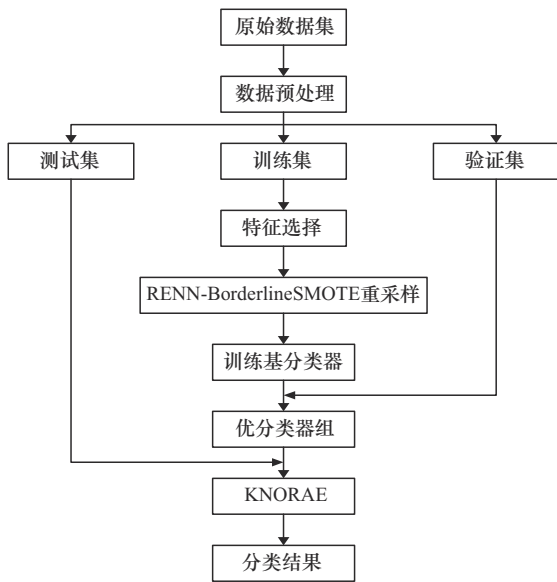 原始数据集
数据预处理
测试集
训练集
验证集
特征选择
RENN-BorderlineSMOTE重采样
训练基分类器
优分类器组
KNORAE
分类结果